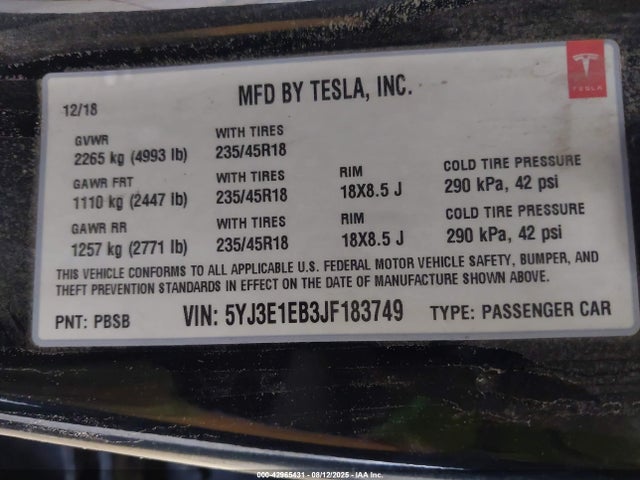 MFD BY TESLA, INC.
TESLA
12/18
GVWR
2265 kg (4993 lb)
WITH TIRES
235/45R18
GAWR FRT
1110 kg (2447 lb)
WITH TIRES
235/45R18
RIM
18X8.5 J
COLD TIRE PRESSURE
290 kPa, 42 psi
GAWR RR
1257 kg (2771 lb)
WITH TIRES
235/45R18
RIM
18X8.5 J
COLD TIRE PRESSURE
290 kPa, 42 psi
THIS VEHICLE CONFORMS TO ALL APPLICABLE U.S. FEDERAL MOTOR VEHICLE SAFETY, BUMPER, AND
THEFT PREVENTION STANDARDS IN EFFECT ON THE DATE OF MANUFACTURE SHOWN ABOVE.
PNT: PBSB VIN: 5YJ3E1EB3JF183749 TYPE: PASSENGER CAR
000-42965431 - 08/12/2025 - IAA Inc.